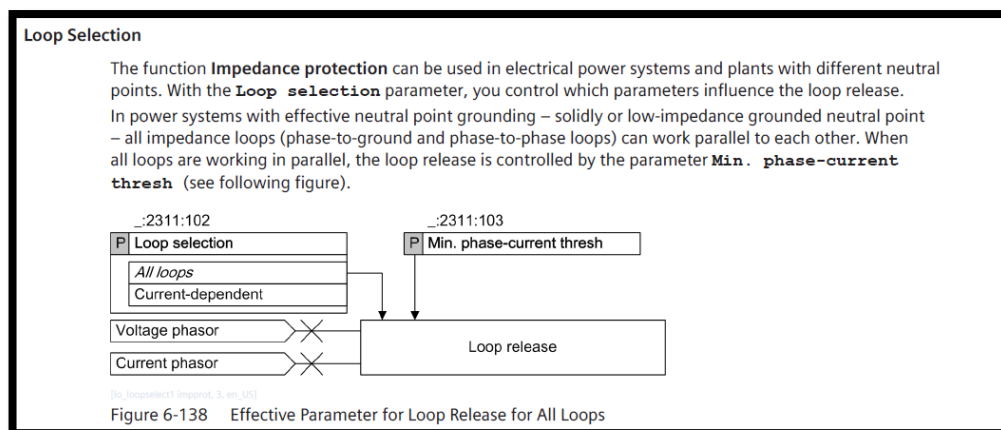 Loop Selection
The function Impedance protection can be used in electrical power systems and plants with different neutral
points. With the Loop selection parameter, you control which parameters influence the loop release.
In power systems with effective neutral point grounding – solidly or low-impedance grounded neutral point
– all impedance loops (phase-to-ground and phase-to-phase loops) can work parallel to each other. When
all loops are working in parallel, the loop release is controlled by the parameter Min. phase-current
thresh (see following figure).
_:2311:102
P Loop selection
All loops
Current-dependent
_:2311:103
P Min. phase-current thresh
Voltage phasor
Current phasor
Loop release
[lo_loopselect1 impprot, 3, en_US]
Figure 6-138 Effective Parameter for Loop Release for All Loops